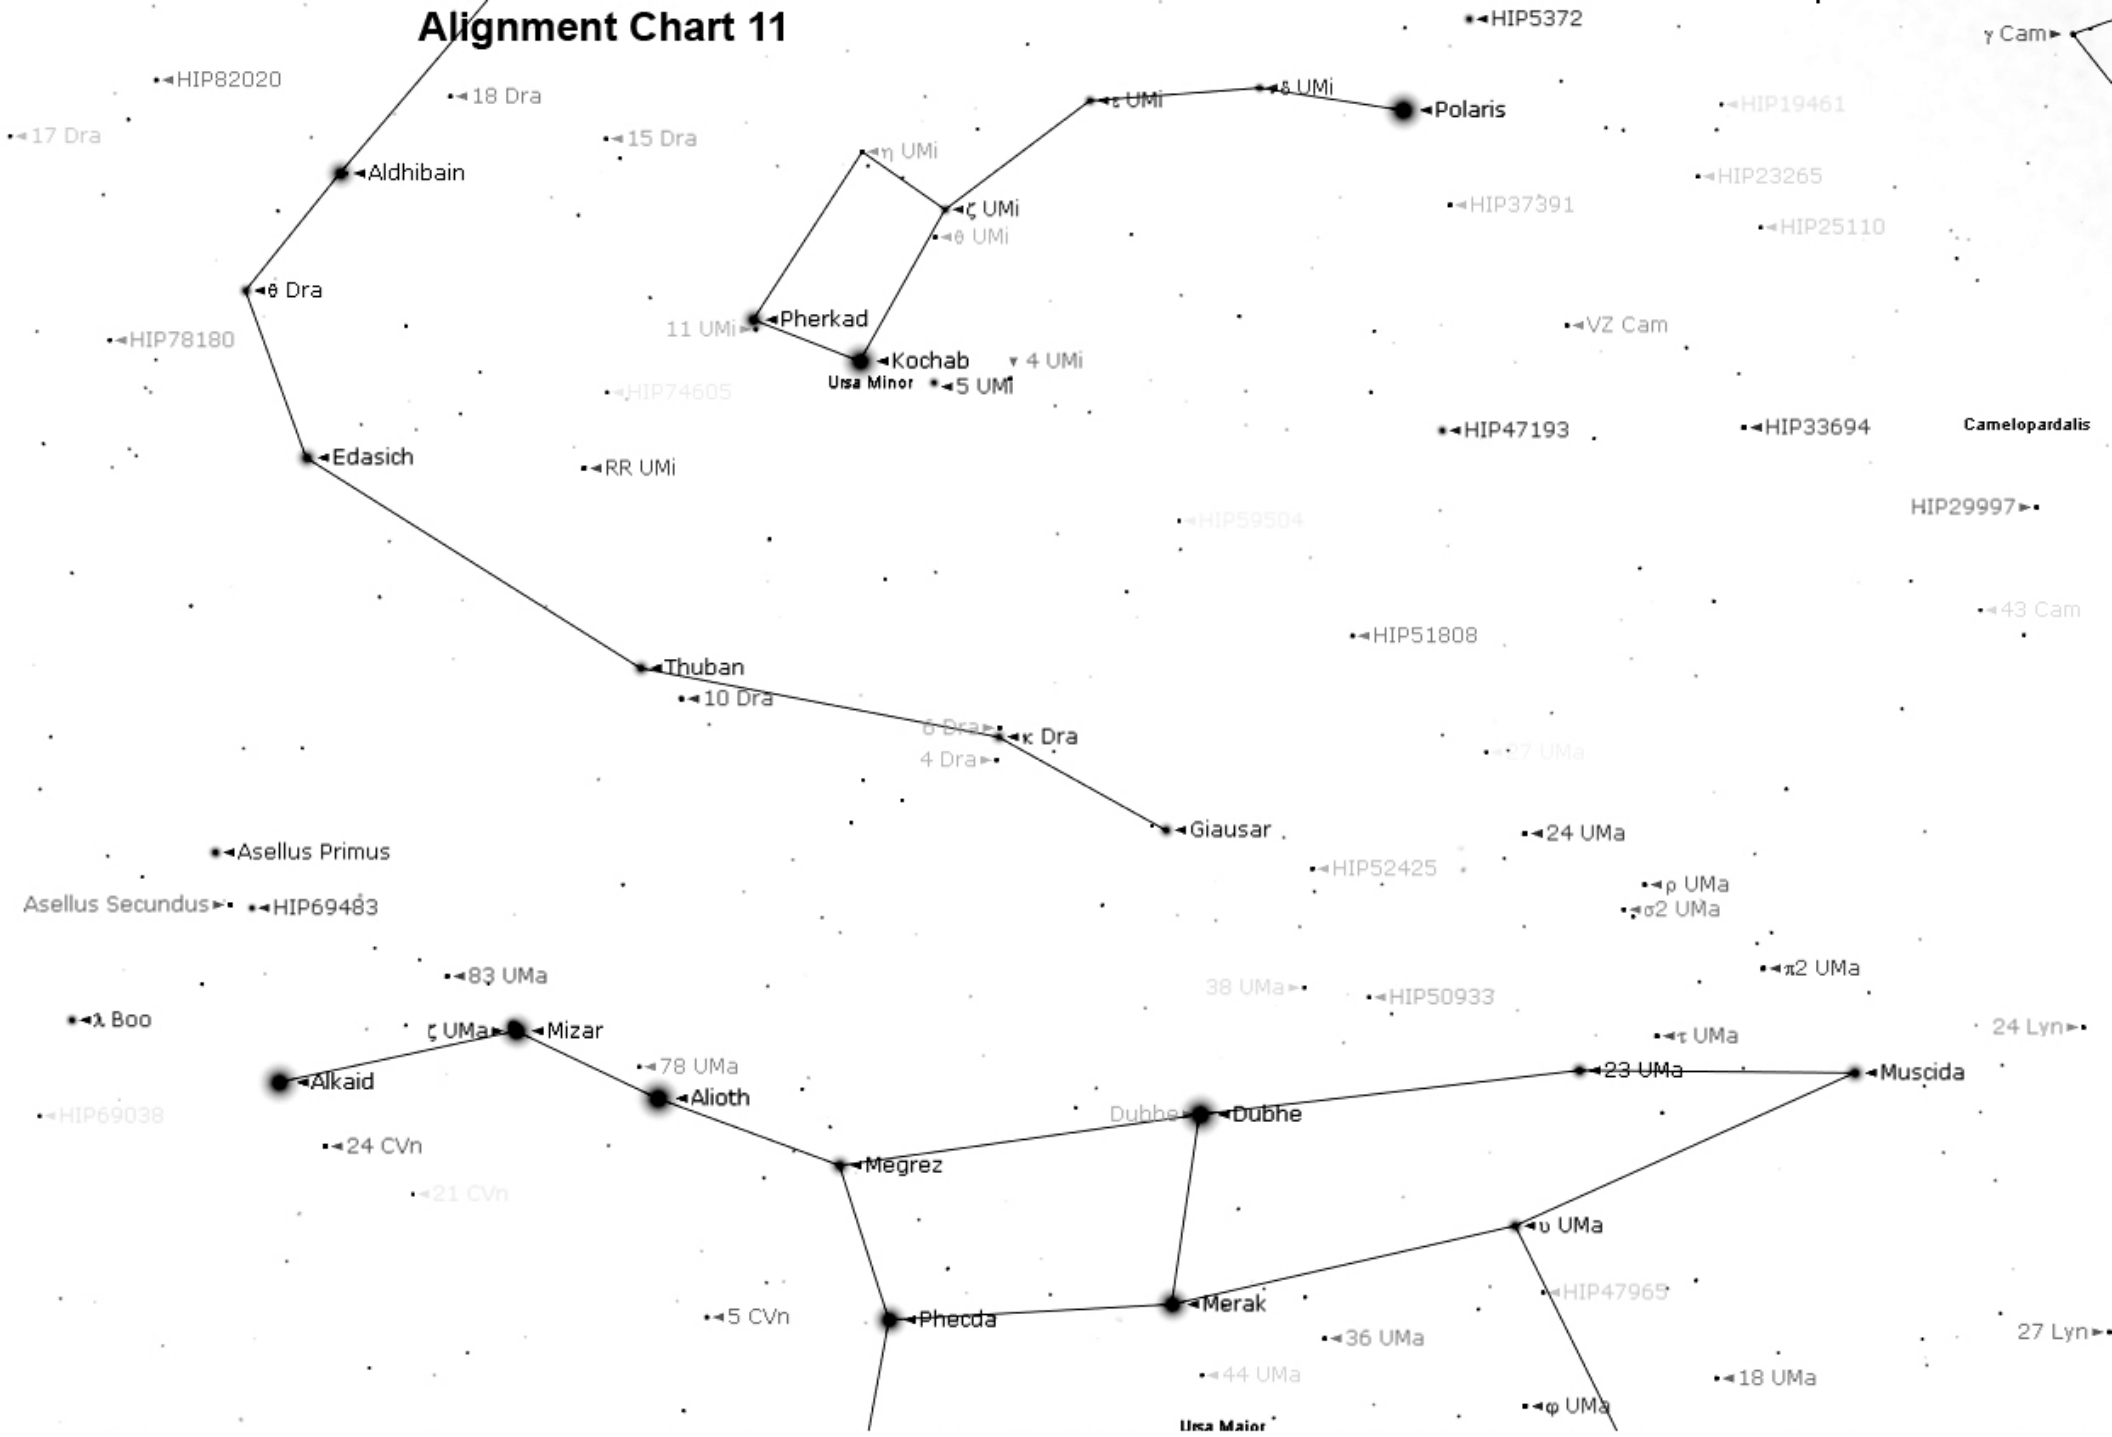 Alignment Chart 11
HIP5372
γ Cam
HIP82020
18 Dra
ε UMi
δ UMi
Polaris
HIP19461
17 Dra
15 Dra
η UMi
Aldhibain
HIP23265
ζ UMi
HIP37391
θ UMi
HIP25110
θ Dra
Pherkad
11 UMi
VZ Cam
HIP78180
Kochab
4 UMi
Ursa Minor
5 UMi
HIP74605
HIP47193
HIP33694
Camelopardalis
Edasich
RR UMi
HIP59504
HIP29997
43 Cam
HIP51808
Thuban
10 Dra
6 Dra
κ Dra
4 Dra
27 UMa
Giausar
24 UMa
Asellus Primus
HIP52425
ρ UMa
Asellus Secundus
HIP69483
σ2 UMa
83 UMa
π2 UMa
38 UMa
HIP50933
λ Boo
ζ UMa
Mizar
24 Lyn
τ UMa
78 UMa
23 UMa
Muscida
Alkaid
Alioth
HIP69038
Dubhe
Dubhe
24 CVn
Megrez
21 CVn
υ UMa
HIP47965
Merak
5 CVn
Phecda
36 UMa
27 Lyn
44 UMa
18 UMa
φ UMa
Ursa Major